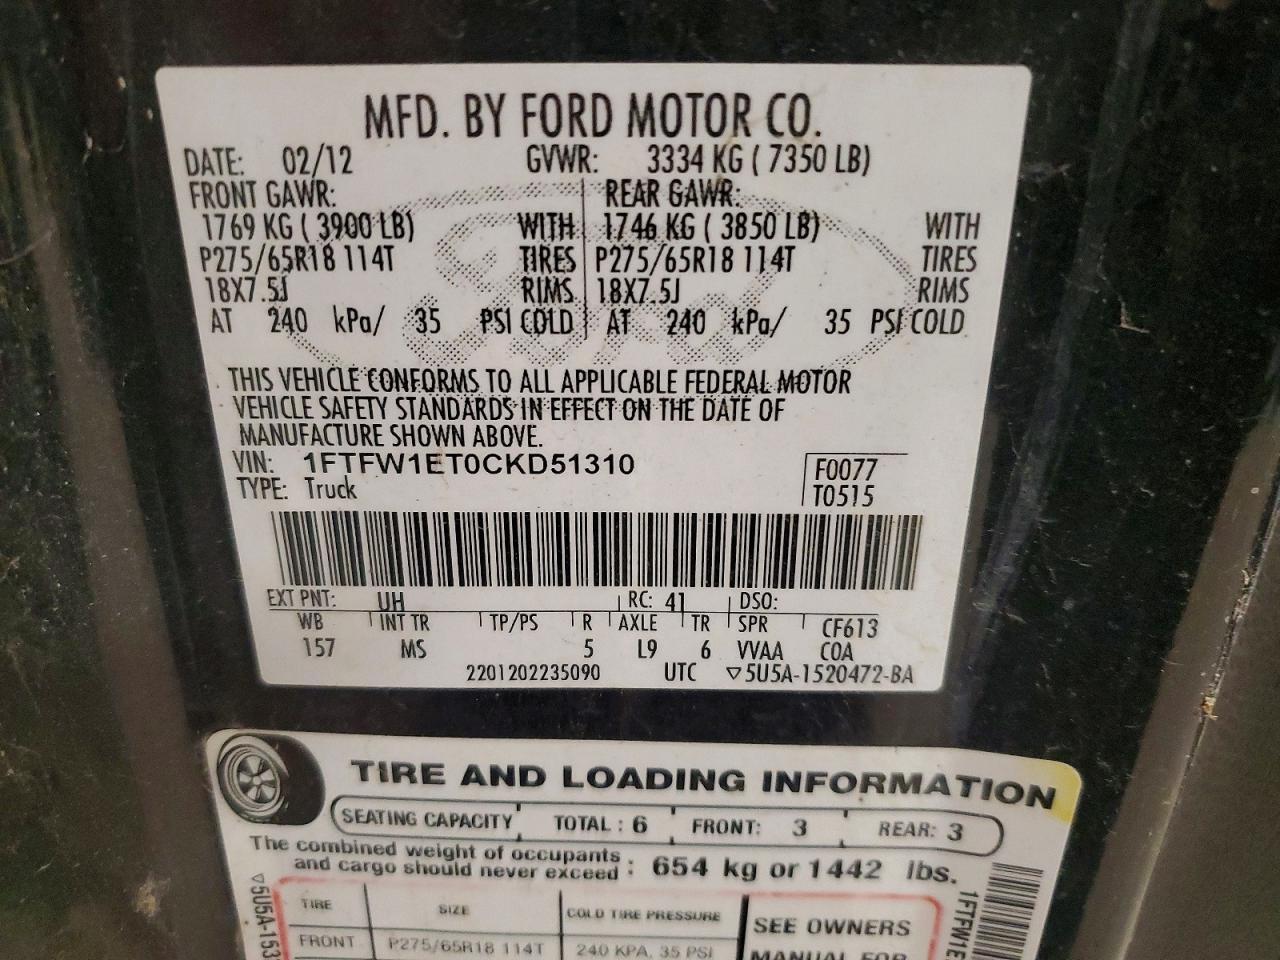 MFD. BY FORD MOTOR CO.
DATE: 02/12 GVWR: 3334 KG ( 7350 LB)
FRONT GAWR: REAR GAWR:
1769 KG ( 3900 LB) WITH 1746 KG ( 3850 LB) WITH
P275/65R18 114T TIRES P275/65R18 114T TIRES
18X7.5J RIMS 18X7.5J RIMS
AT 240 kPa/ 35 PSI COLD AT 240 kPa/ 35 PSI COLD
THIS VEHICLE CONFORMS TO ALL APPLICABLE FEDERAL MOTOR
VEHICLE SAFETY STANDARDS IN EFFECT ON THE DATE OF
MANUFACTURE SHOWN ABOVE.
VIN: 1FTFW1ET0CKD51310 F0077
TYPE: Truck T0515
EXT PNT: UH RC: 41 DSO:
WB INT TR TP/PS R AXLE TR SPR CF613
157 MS 5 L9 6 VVAA COA
2201202235090 UTC ▽5U5A-1520472-BA
TIRE AND LOADING INFORMATION
SEATING CAPACITY TOTAL : 6 FRONT: 3 REAR: 3
The combined weight of occupants
and cargo should never exceed : 654 kg or 1442 lbs.
TIRE SIZE COLD TIRE PRESSURE SEE OWNERS
FRONT P275/65R18 114T 240 KPA, 35 PSI MANUAL FOR
▽5U5A-153
1FTFW1E